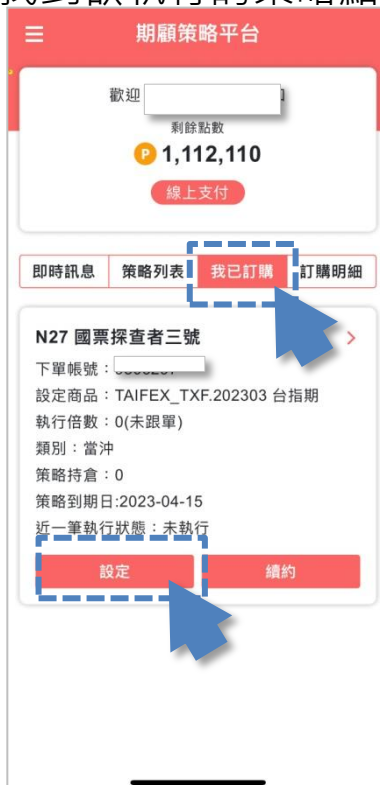 期顧策略平台
歡迎
剩餘點數
P 1,112,110
線上支付
即時訊息 策略列表 我已訂購 訂購明細
N27 國票探查者三號
下單帳號：
設定商品：TAIFEX_TXF.202303 台指期
執行倍數：0(未跟單)
類別：當沖
策略持倉：0
策略到期日:2023-04-15
近一筆執行狀態：未執行
設定 續約